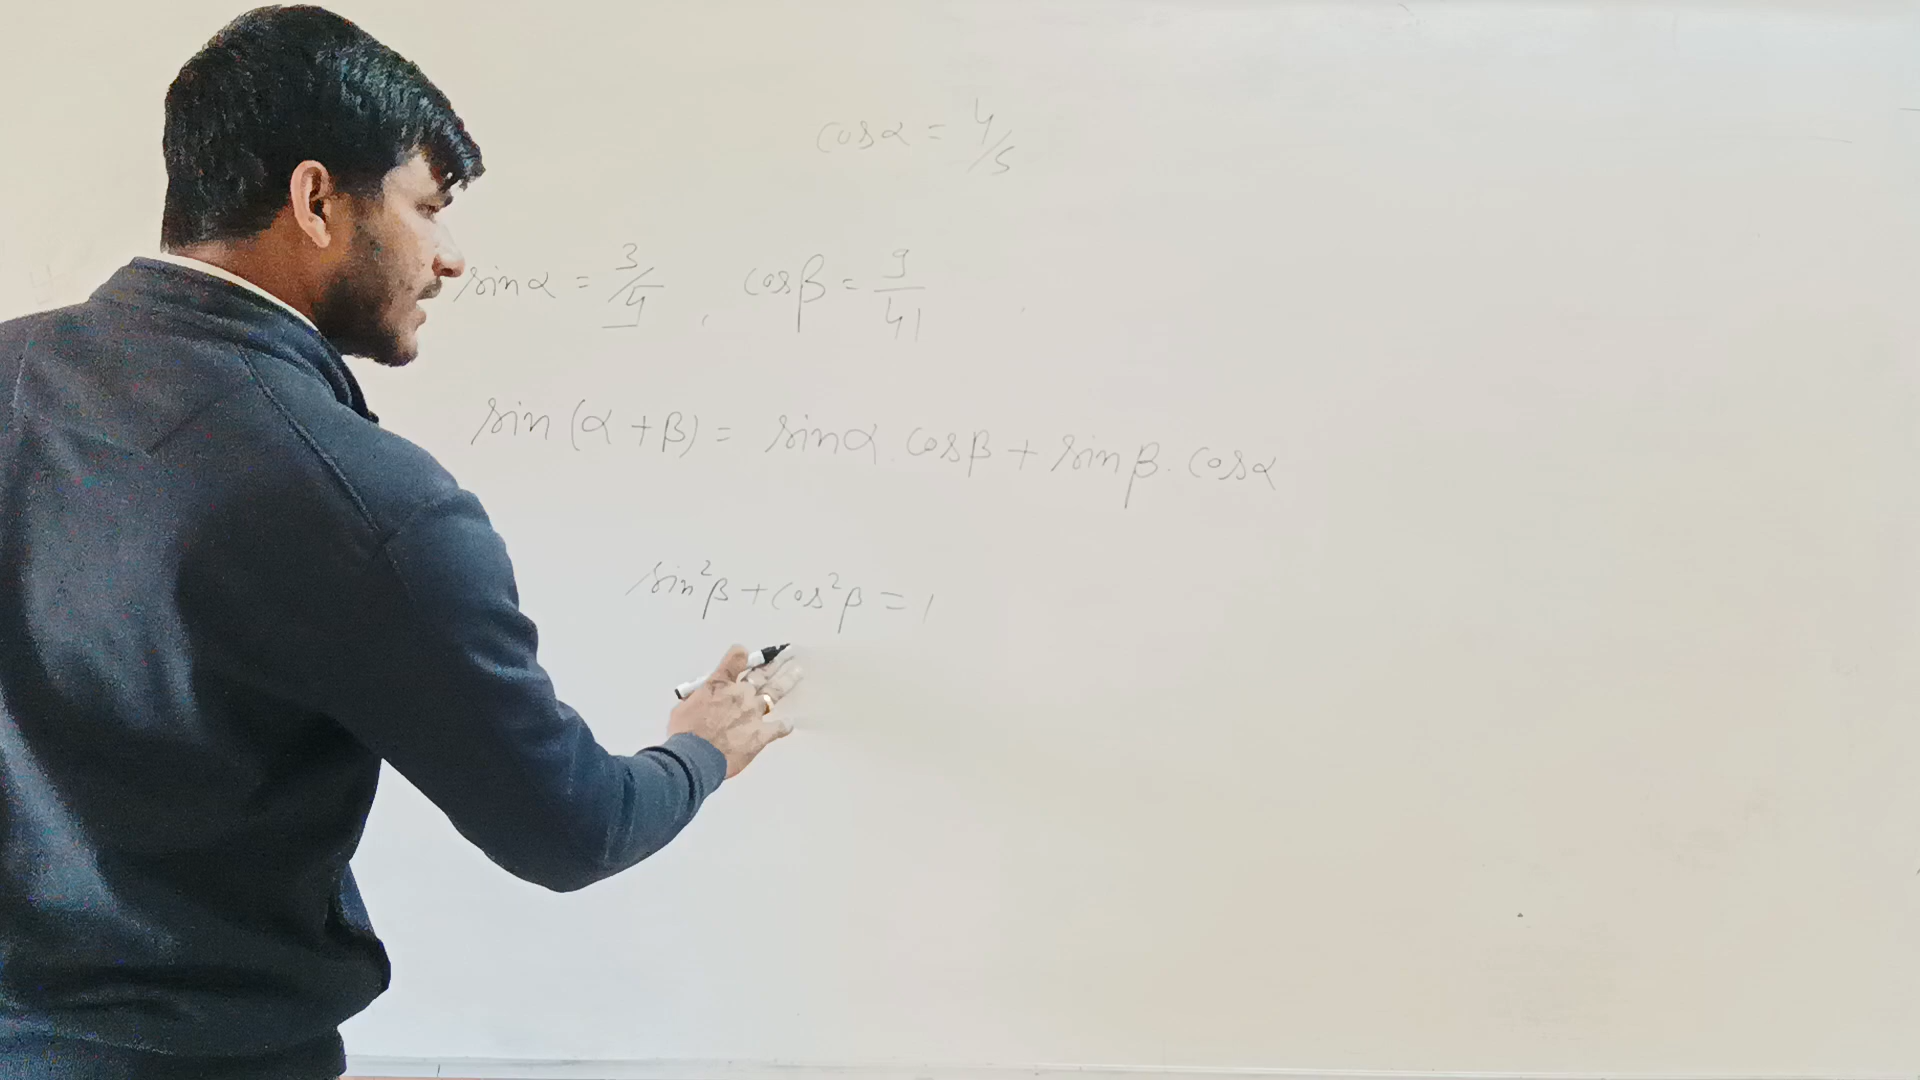 cosα = 4/5
sinα = 3/4 , cosβ = 9/41
sin (α + β) = sinα . cosβ + sinβ . cosα
sin²β + cos²β = 1